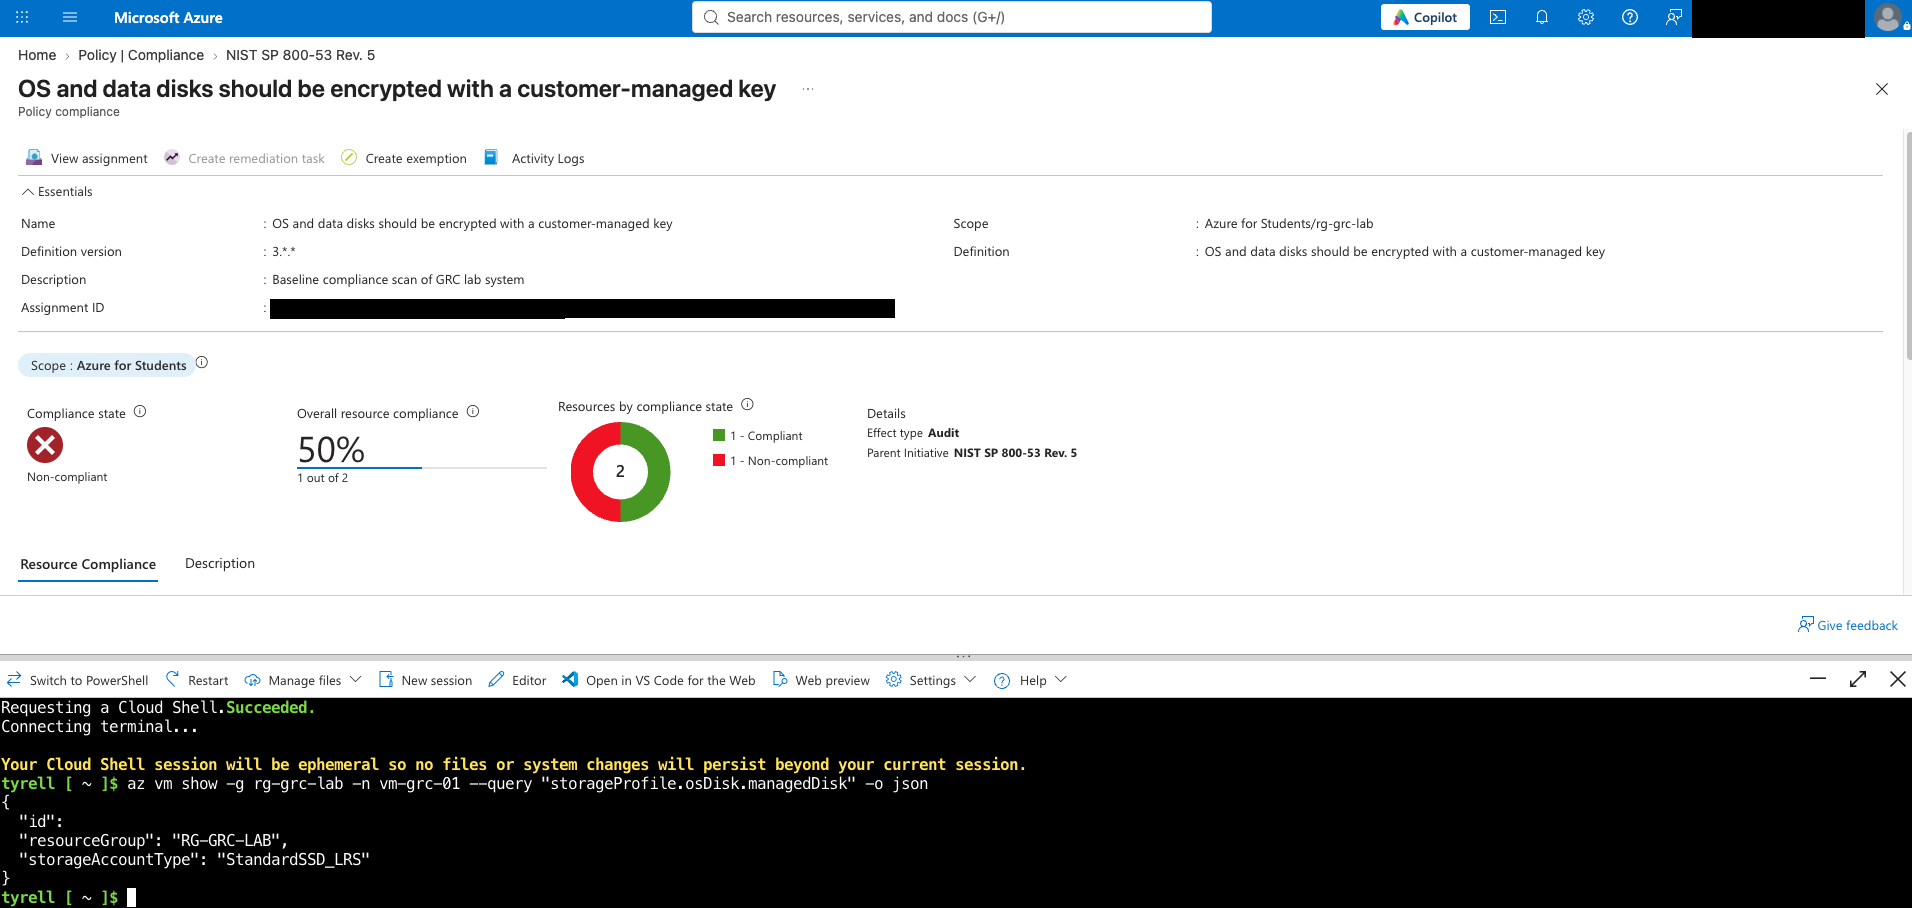 Microsoft Azure
Search resources, services, and docs (G+/)
Copilot
Home > Policy | Compliance > NIST SP 800-53 Rev. 5
OS and data disks should be encrypted with a customer-managed key ...
Policy compliance
View assignment
Create remediation task
Create exemption
Activity Logs
Essentials
Name : OS and data disks should be encrypted with a customer-managed key
Scope : Azure for Students/rg-grc-lab
Definition version : 3.*.*
Definition : OS and data disks should be encrypted with a customer-managed key
Description : Baseline compliance scan of GRC lab system
Assignment ID :
Scope : Azure for Students
Compliance state
Non-compliant
Overall resource compliance
50%
1 out of 2
Resources by compliance state
2
1 - Compliant
1 - Non-compliant
Details
Effect type Audit
Parent Initiative NIST SP 800-53 Rev. 5
Resource Compliance
Description
Give feedback
Switch to PowerShell
Restart
Manage files
New session
Editor
Open in VS Code for the Web
Web preview
Settings
Help
Requesting a Cloud Shell.Succeeded.
Connecting terminal...
Your Cloud Shell session will be ephemeral so no files or system changes will persist beyond your current session.
tyrell [ ~ ]$ az vm show -g rg-grc-lab -n vm-grc-01 --query "storageProfile.osDisk.managedDisk" -o json
{
"id":
"resourceGroup": "RG-GRC-LAB",
"storageAccountType": "StandardSSD_LRS"
}
tyrell [ ~ ]$